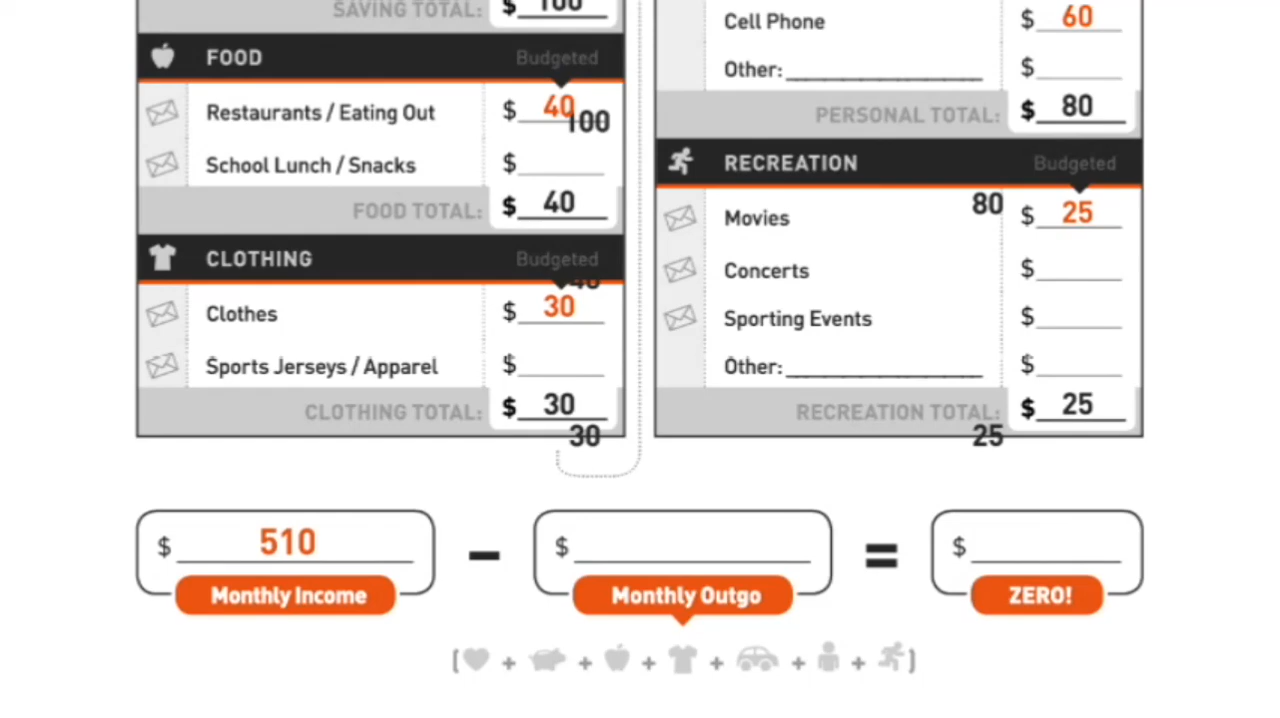 SAVING TOTAL: $ 100
FOOD Budgeted
Restaurants / Eating Out $ 40
100
School Lunch / Snacks $
FOOD TOTAL: $ 40
CLOTHING Budgeted
40
Clothes $ 30
Sports Jerseys / Apparel $
CLOTHING TOTAL: $ 30
30
Cell Phone $ 60
Other: $
PERSONAL TOTAL: $ 80
RECREATION Budgeted
80
Movies $ 25
Concerts $
Sporting Events $
Other: $
RECREATION TOTAL: $ 25
25
$ 510 – $ = $
Monthly Income Monthly Outgo ZERO!
[ + + + + + + ]